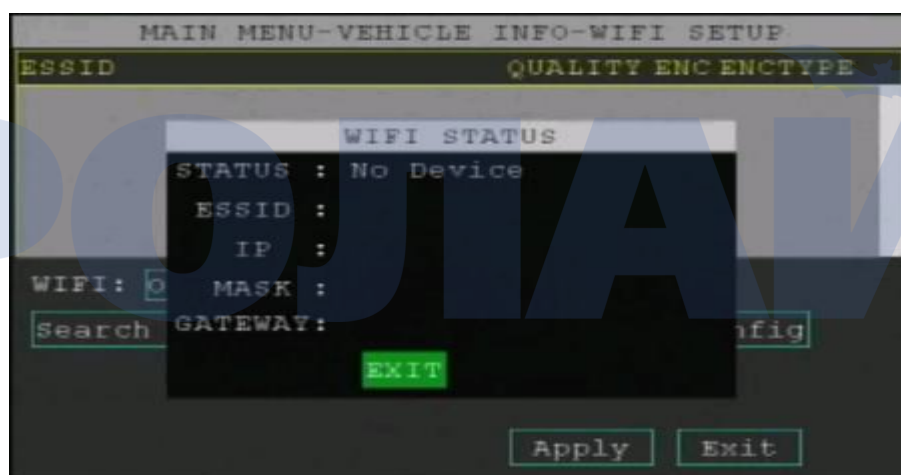 MAIN MENU-VEHICLE INFO-WIFI SETUP
ESSID QUALITY ENC ENCTYPE
WIFI STATUS
STATUS : No Device
ESSID :
IP :
WIFI: MASK :
Search GATEWAY:
EXIT
Apply Exit
POJIAN